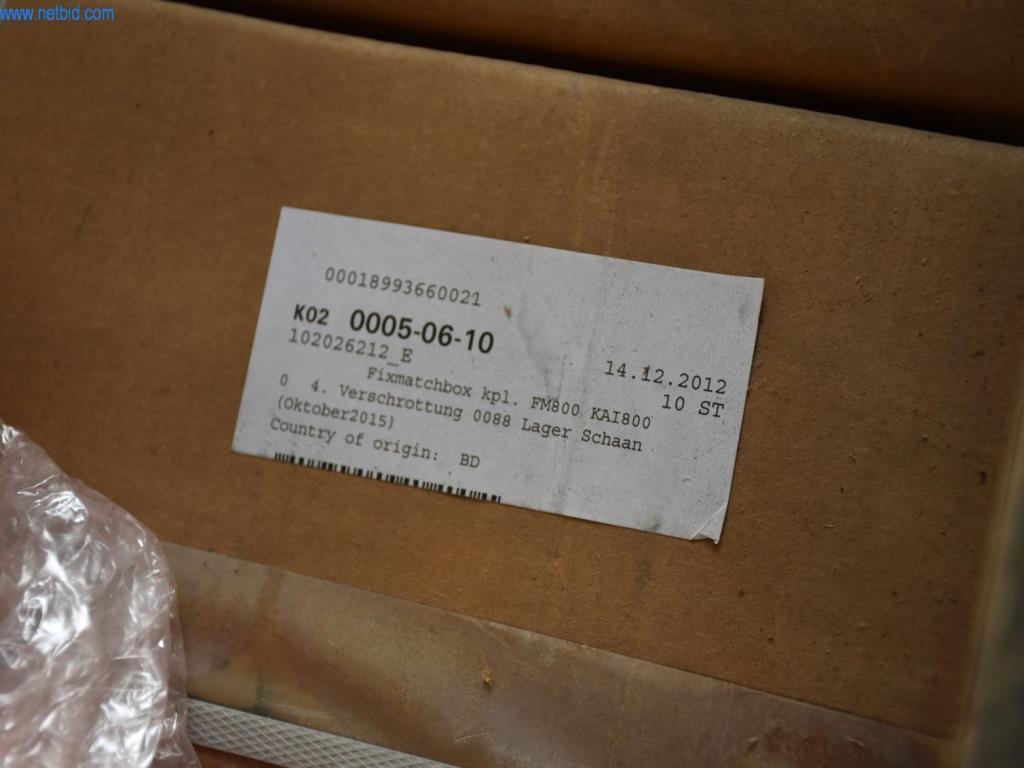 www.netbid.com
00018993660021
K02 0005-06-10
102026212_E 14.12.2012
Fixmatchbox kpl. FM800 KAI800 10 ST
0 4. Verschrottung 0088 Lager Schaan
(Oktober2015)
Country of origin: BD